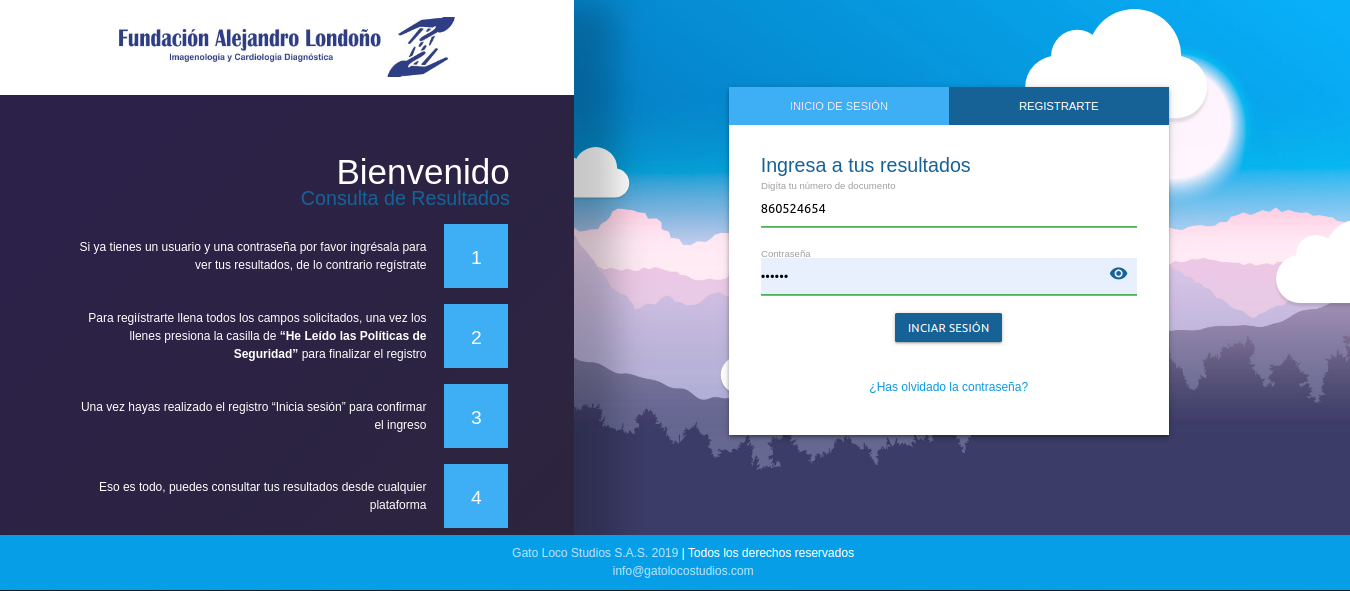 Fundación Alejandro Londoño
Imagenología y Cardiología Diagnóstica
Bienvenido
Consulta de Resultados
Si ya tienes un usuario y una contraseña por favor ingrésala para
ver tus resultados, de lo contrario regístrate
1
Para regiístrarte llena todos los campos solicitados, una vez los
llenes presiona la casilla de “He Leído las Políticas de
Seguridad” para finalizar el registro
2
Una vez hayas realizado el registro “Inicia sesión” para confirmar
el ingreso
3
Eso es todo, puedes consultar tus resultados desde cualquier
plataforma
4
INICIO DE SESIÓN
REGISTRARTE
Ingresa a tus resultados
Digita tu número de documento
860524654
Contraseña
••••••
INCIAR SESIÓN
¿Has olvidado la contraseña?
Gato Loco Studios S.A.S. 2019 | Todos los derechos reservados
info@gatolocostudios.com